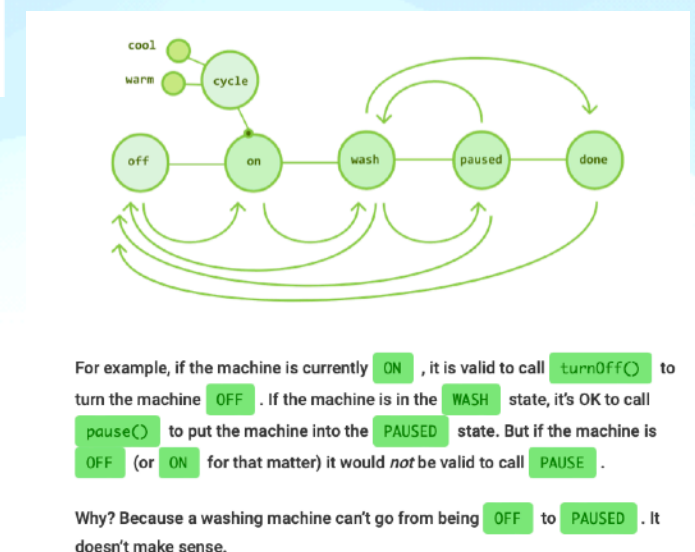 cool
warm
cycle
off
on
wash
paused
done
For example, if the machine is currently ON , it is valid to call turnOff() to
turn the machine OFF . If the machine is in the WASH state, it's OK to call
pause() to put the machine into the PAUSED state. But if the machine is
OFF (or ON for that matter) it would not be valid to call PAUSE .
Why? Because a washing machine can't go from being OFF to PAUSED . It
doesn't make sense.